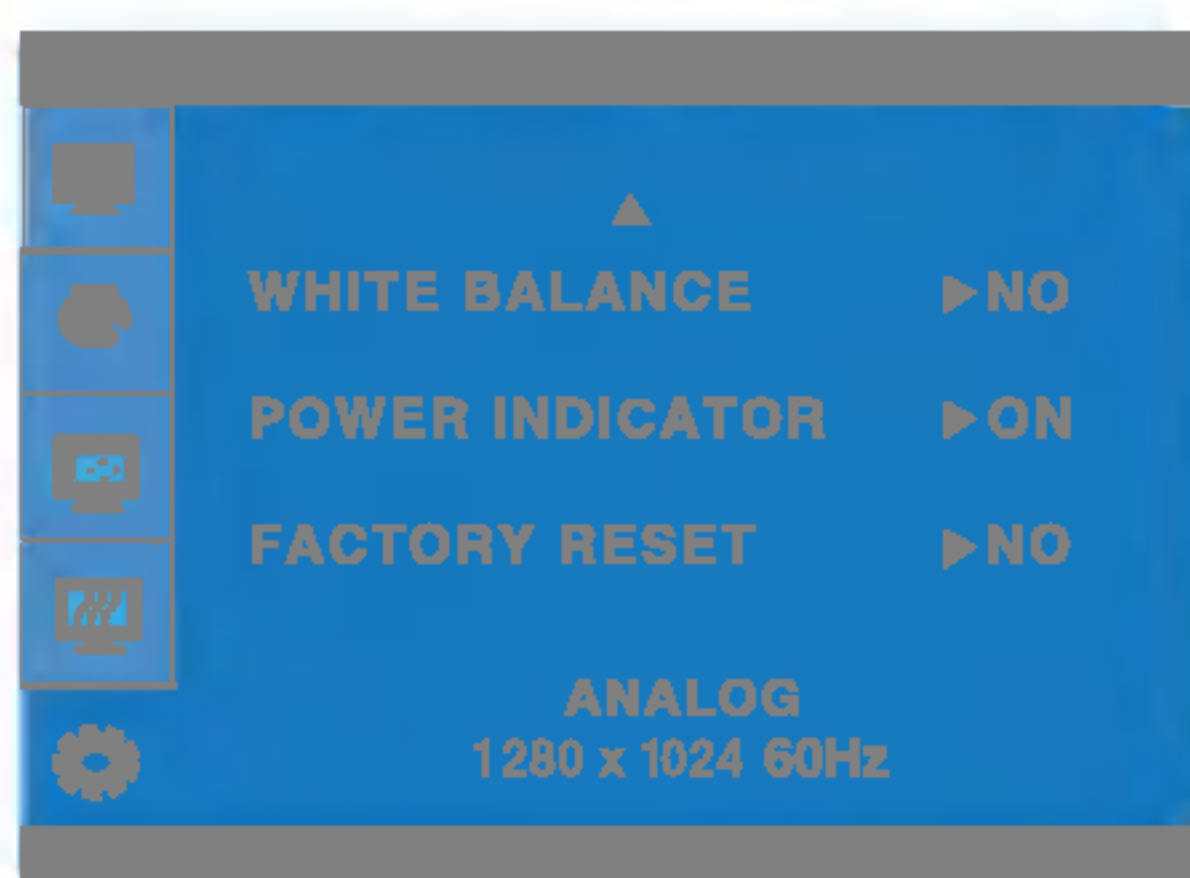 WHITE BALANCE ▶NO
POWER INDICATOR ▶ON
FACTORY RESET ▶NO
ANALOG
1280 x 1024 60Hz